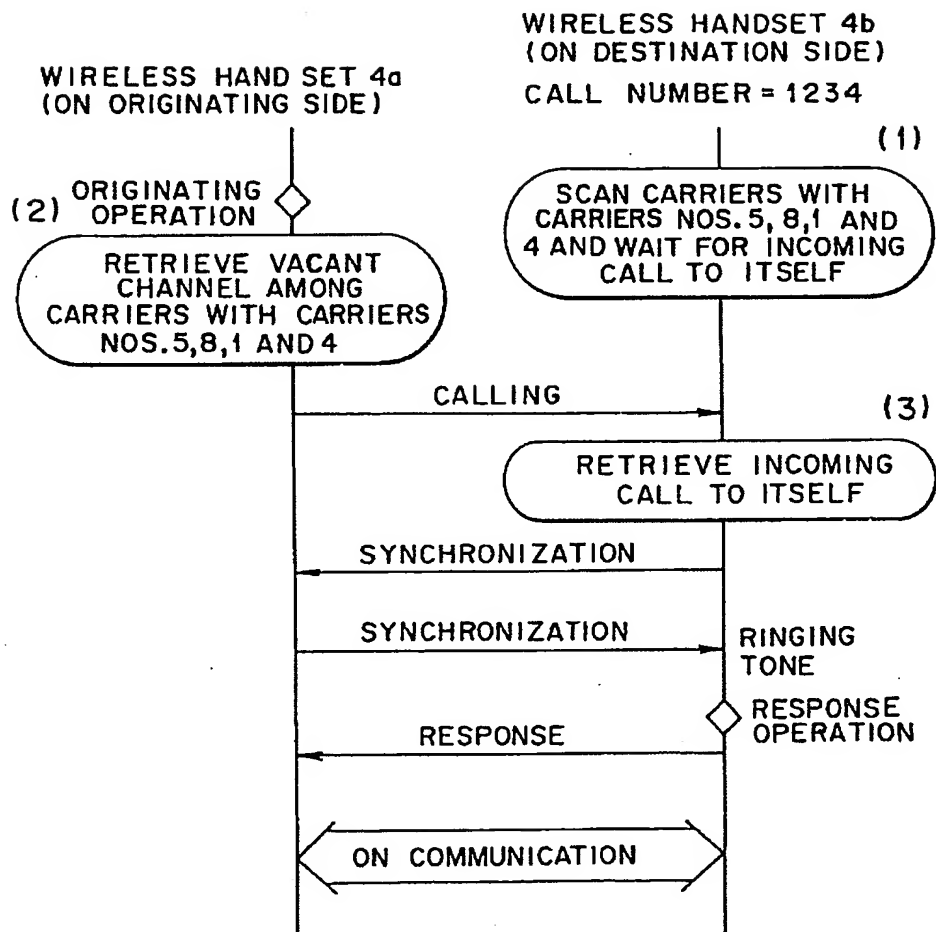 WIRELESS HANDSET 4b
(ON DESTINATION SIDE)
CALL NUMBER = 1234
WIRELESS HAND SET 4a
(ON ORIGINATING SIDE)
(1)
SCAN CARRIERS WITH
CARRIERS NOS. 5, 8, 1 AND
4 AND WAIT FOR INCOMING
CALL TO ITSELF
(2)
ORIGINATING
OPERATION
RETRIEVE VACANT
CHANNEL AMONG
CARRIERS WITH CARRIERS
NOS. 5, 8, 1 AND 4
CALLING
(3)
RETRIEVE INCOMING
CALL TO ITSELF
SYNCHRONIZATION
SYNCHRONIZATION
RINGING
TONE
RESPONSE
OPERATION
RESPONSE
ON COMMUNICATION